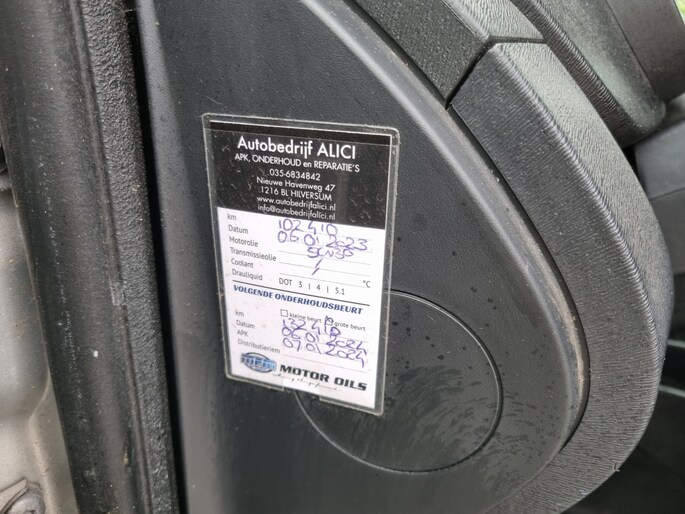 Autobedrijf ALICI
APK, ONDERHOUD en REPARATIE'S
035-6834842
Nieuwe Havenweg 47
1216 BL HILVERSUM
www.autobedrijfalici.nl
info@autobedrijfalici.nl
km 102410
Datum 06 01 2023
Motorolie 5W30
Transmissieolie /
Coolant / °C
Drauliquid DOT 3 | 4 | 5.1
VOLGENDE ONDERHOUDSBEURT
kleine beurt grote beurt
km 132410
Datum 06 01 2024
APK 07 01 2024
Distributieriem
MOTOR OILS